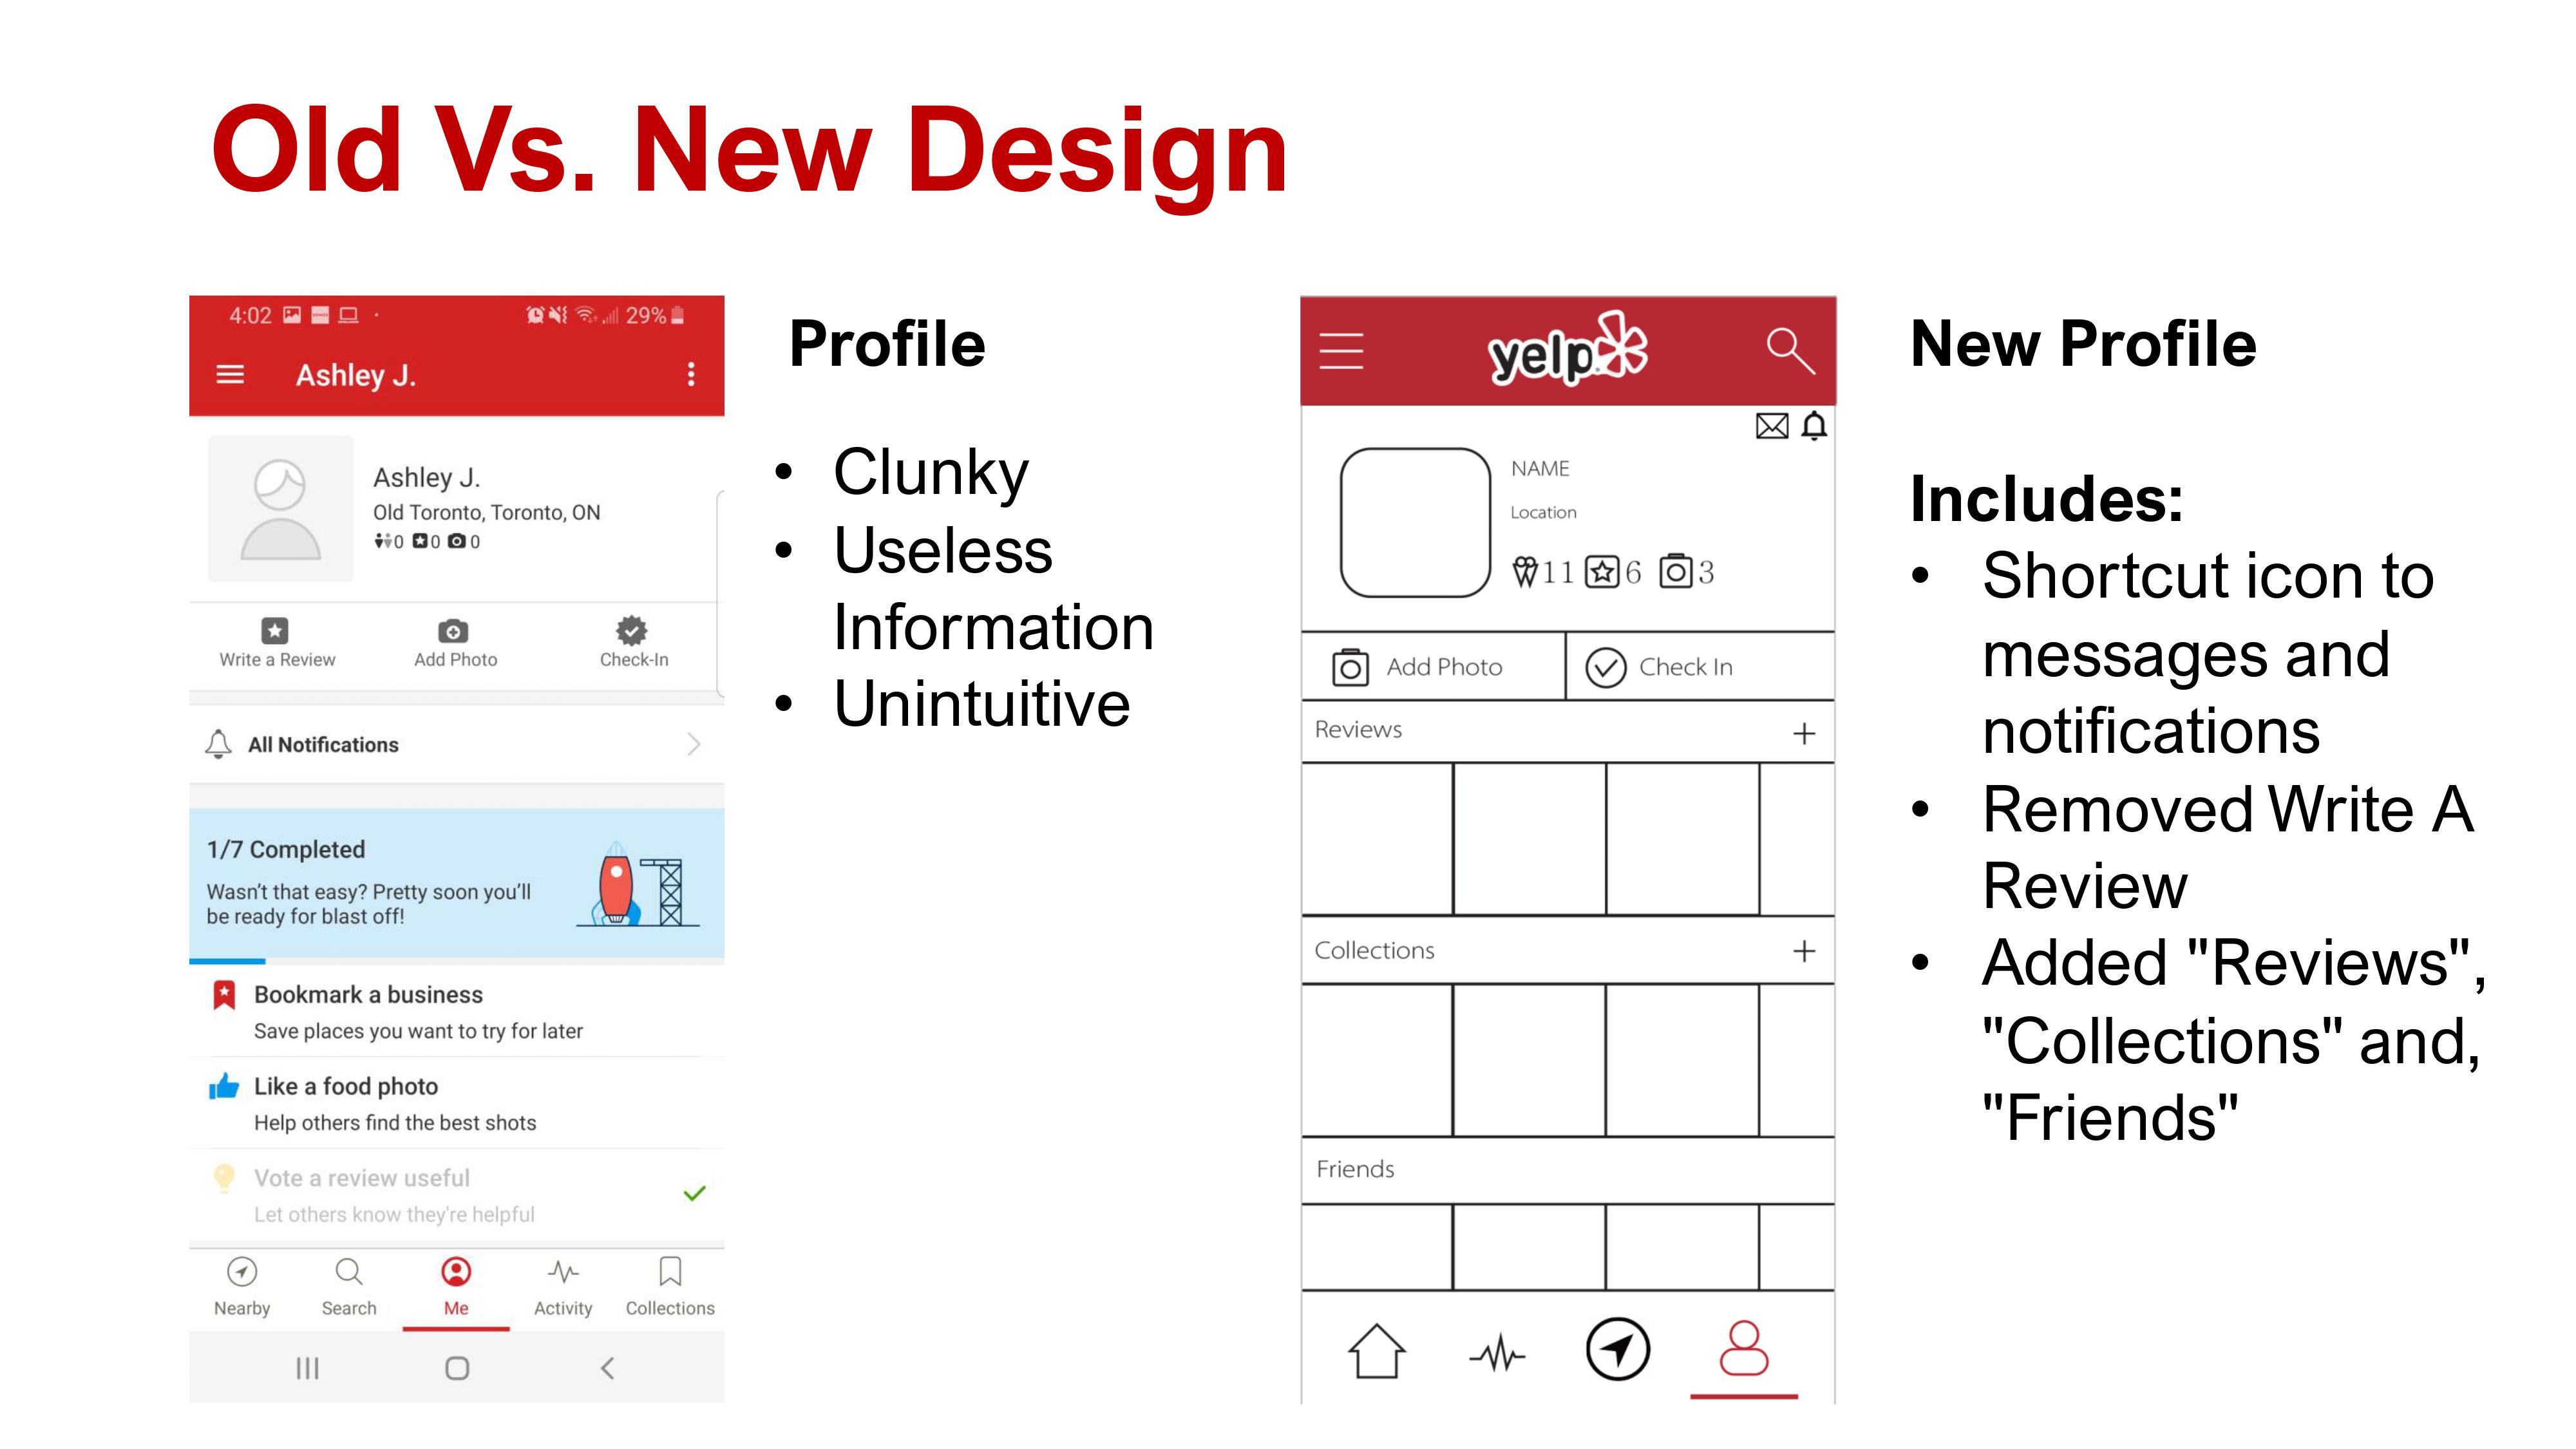 Old Vs. New Design
4:02
29%
Ashley J.
Ashley J.
Old Toronto, Toronto, ON
0 0 0
Write a Review
Add Photo
Check-In
All Notifications
1/7 Completed
Wasn't that easy? Pretty soon you'll
be ready for blast off!
Bookmark a business
Save places you want to try for later
Like a food photo
Help others find the best shots
Vote a review useful
Let others know they're helpful
Nearby
Search
Me
Activity
Collections
Profile
• Clunky
• Useless
Information
• Unintuitive
yelp
NAME
Location
11 6 3
Add Photo
Check In
Reviews +
Collections +
Friends
New Profile
Includes:
• Shortcut icon to
messages and
notifications
• Removed Write A
Review
• Added "Reviews",
"Collections" and,
"Friends"